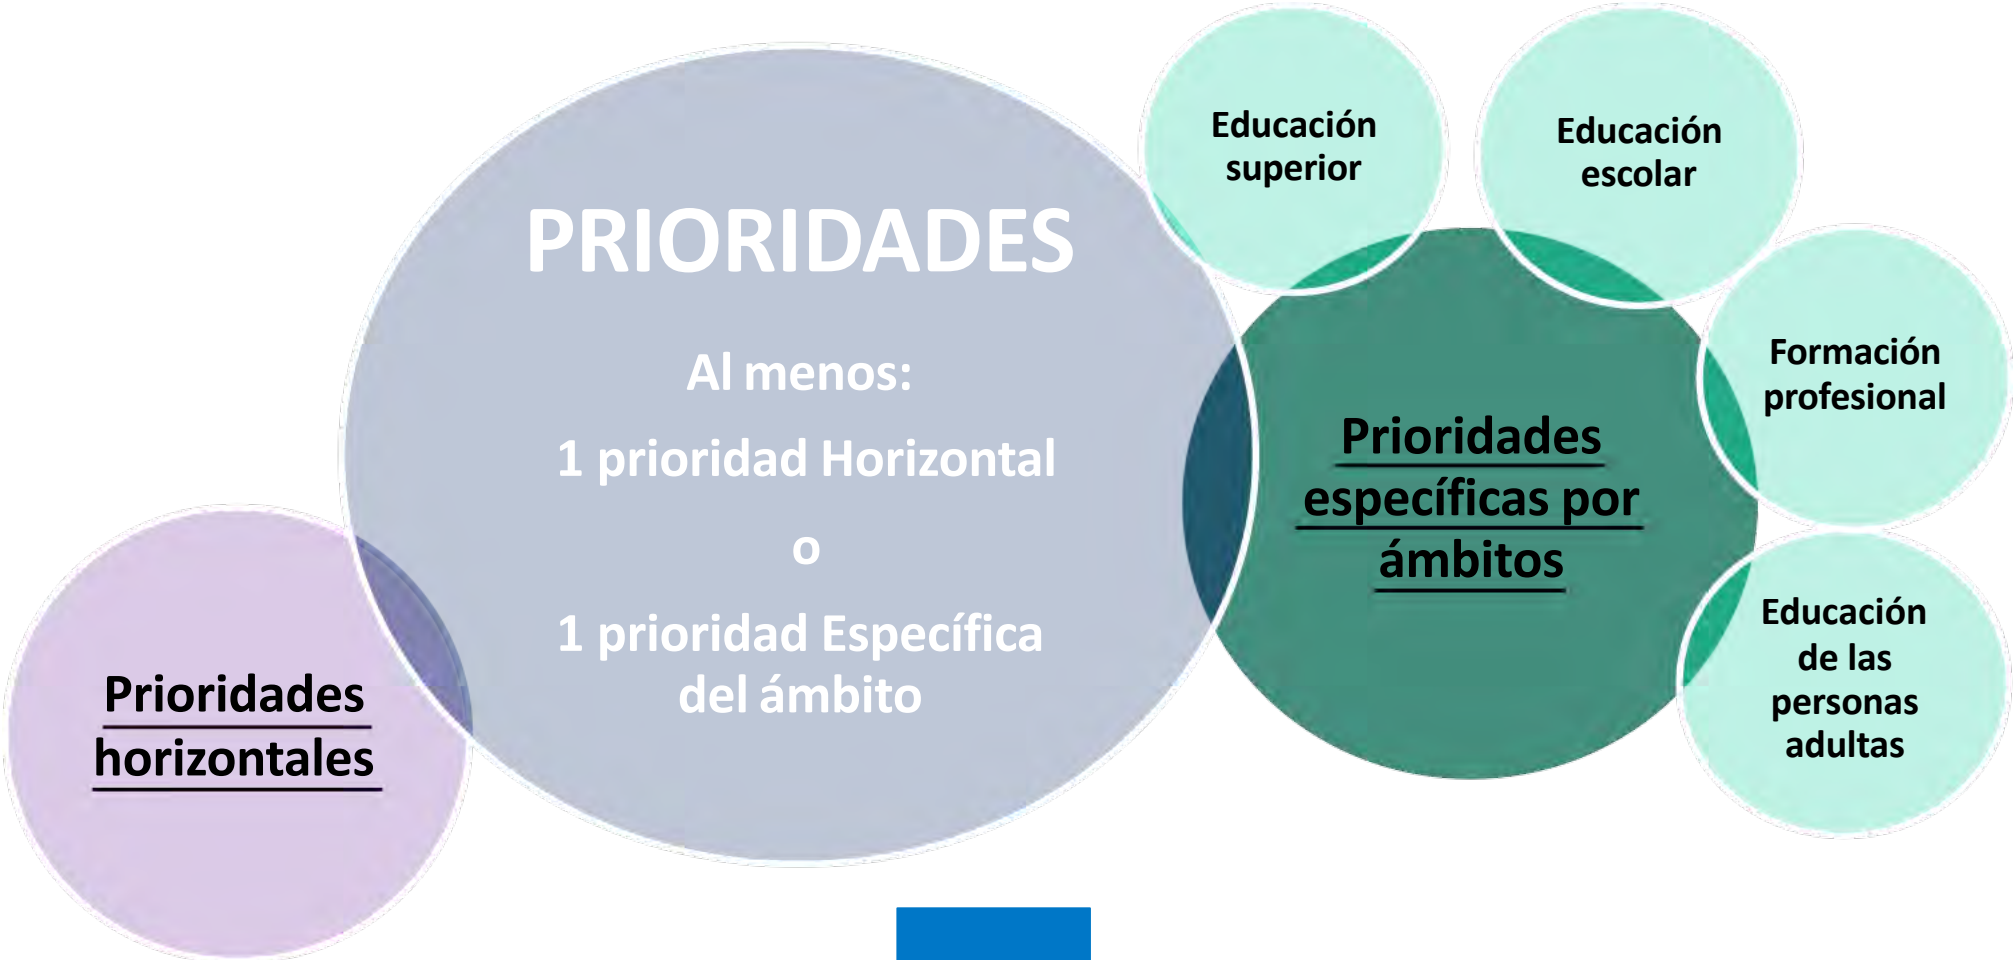 PRIORIDADES
Al menos:
1 prioridad Horizontal
o
1 prioridad Específica
del ámbito
Prioridades
horizontales
Prioridades
específicas por
ámbitos
Educación
superior
Educación
escolar
Formación
profesional
Educación
de las
personas
adultas